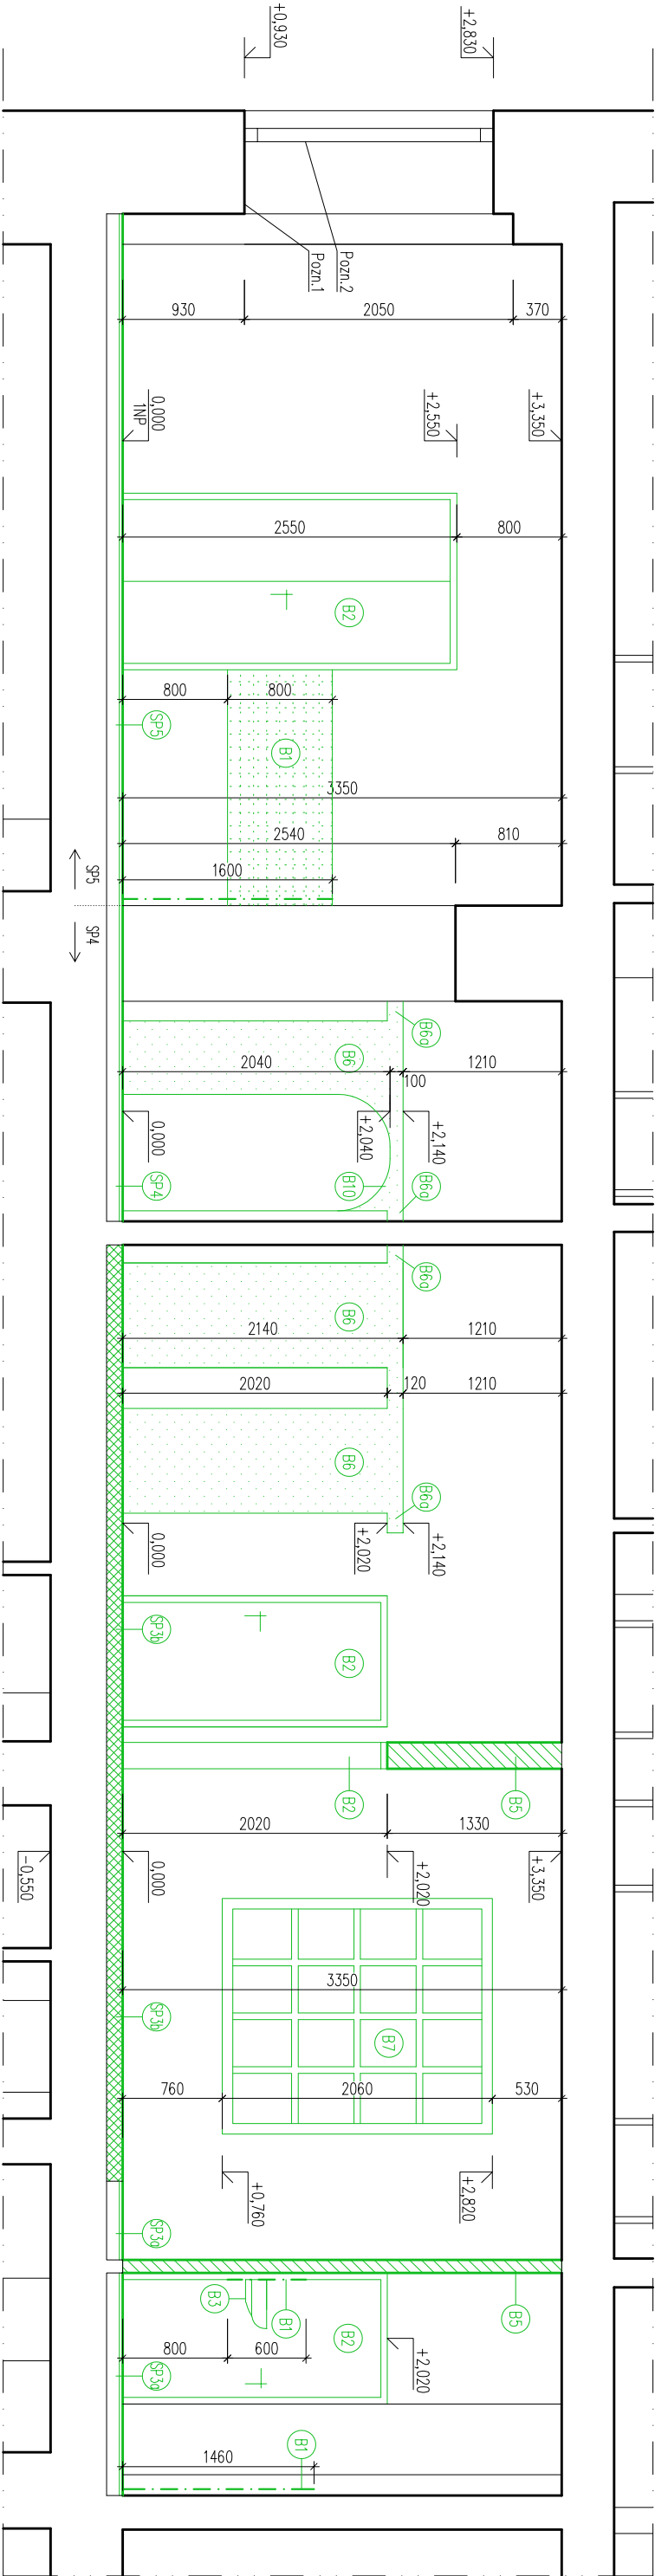 +0,930
+2,830
Pozn.2
Pozn.1
930
2050
370
+3,350
+2,550
0,000
1NP
2550
800
B2
800
800
SP5
B1
3350
2540
810
1600
SP5
SP4
B6a
B6
2040
100
1210
+2,140
+2,040
0,000
B6a
B10
SP4
B6a
B6
2140
1210
2020
120
1210
B6
B6a
+2,140
+2,020
0,000
SP3b
B2
B2
B5
2020
1330
+3,350
+2,020
0,000
-0,550
3350
SP3b
B7
760
2060
530
+2,820
+0,760
SP3a
B3
B1
B2
B5
800
600
+2,020
SP3a
B1
1460